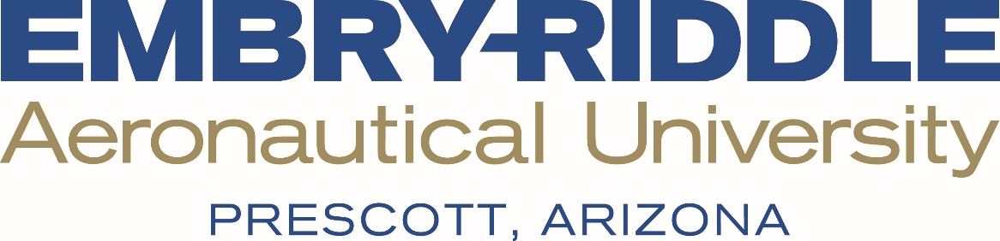 EMBRY-RIDDLE
Aeronautical University
PRESCOTT, ARIZONA